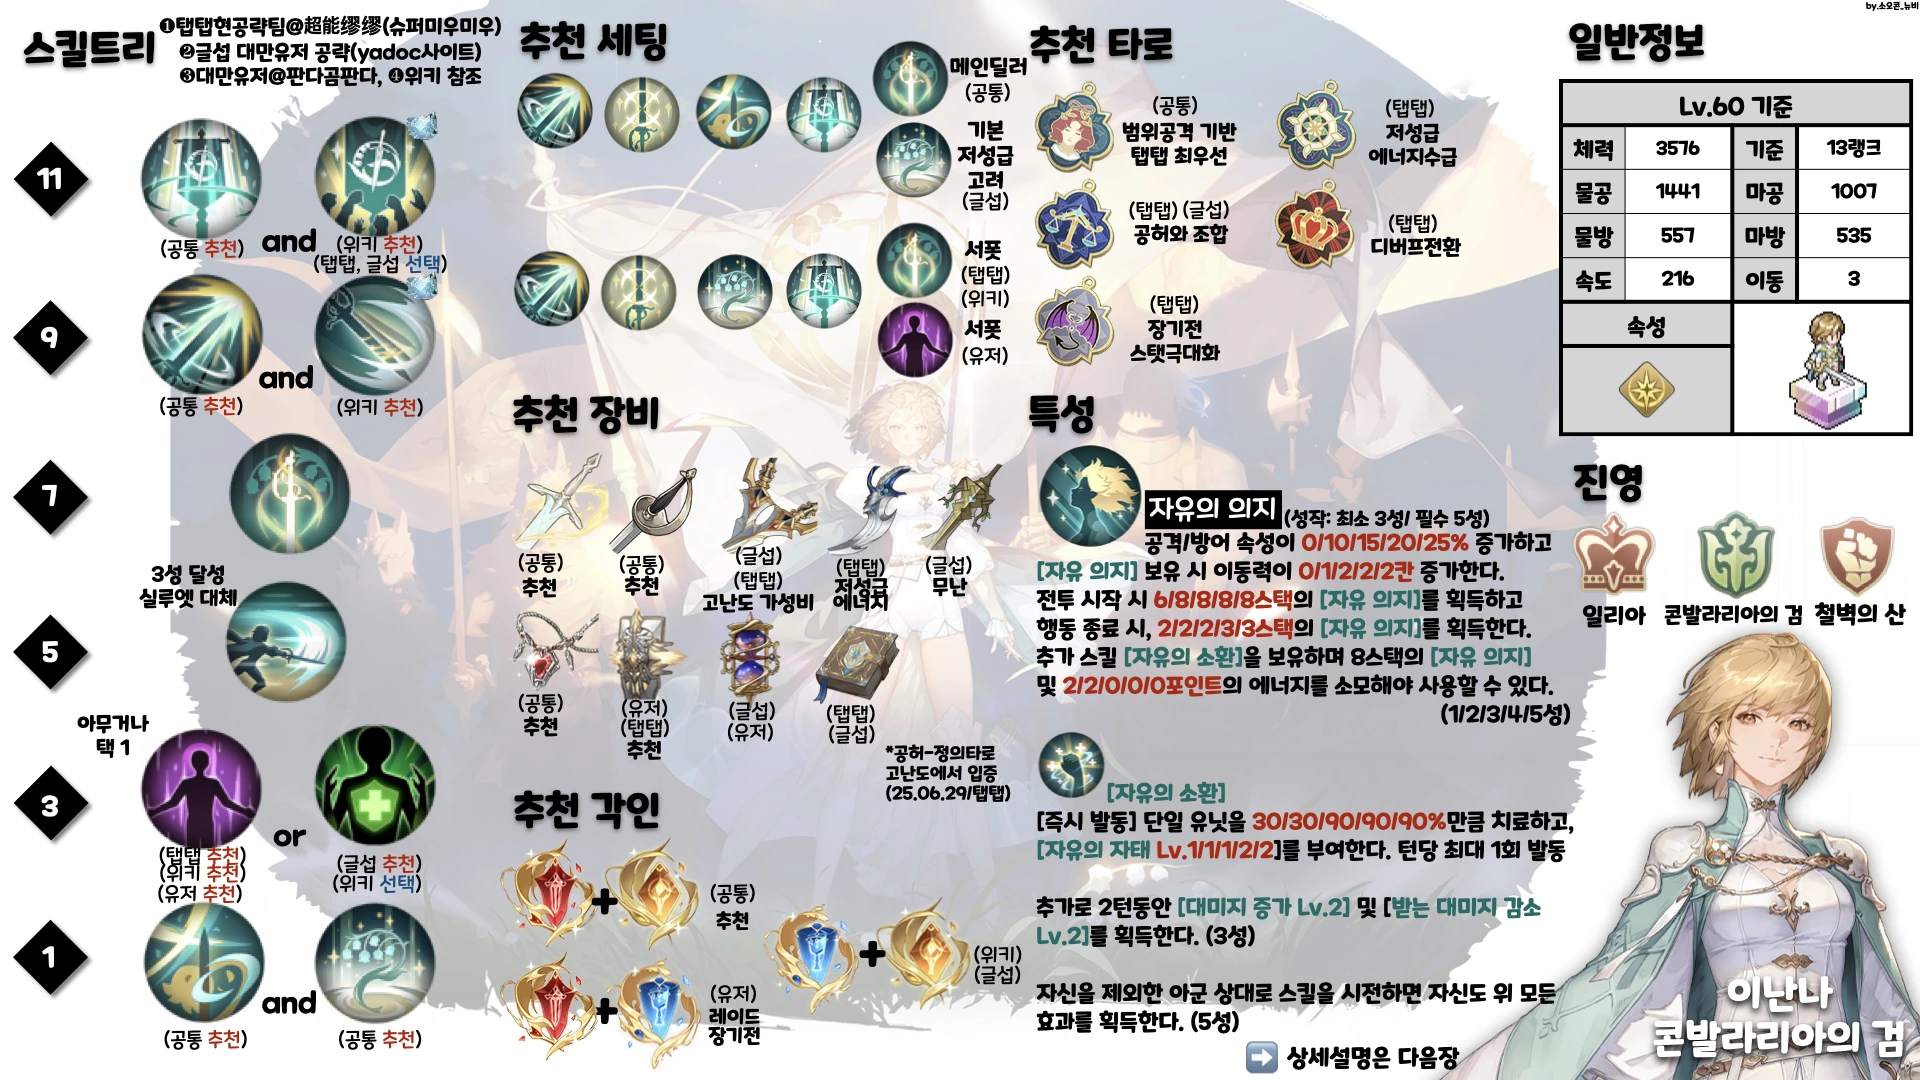 by.소오콘_뉴비
스킬트리
❶탭탭현공략팀@超能缪缪(슈퍼미우미우)
❷글섭 대만유저 공략(yadoc사이트)
❸대만유저@판다곰판다, ❹위키 참조
11
(공통 추천)
and
(위키 추천)
(탭탭, 글섭 선택)
9
(공통 추천)
and
(위키 추천)
7
3성 달성
실루엣 대체
5
아무거나
택 1
3
(탭탭 추천)
(위키 추천)
(유저 추천)
or
(글섭 추천)
(위키 선택)
1
(공통 추천)
and
(공통 추천)
추천 세팅
메인딜러
(공통)
기본
저성급
고려
(글섭)
서폿
(탭탭)
(위키)
서폿
(유저)
추천 장비
(공통)
추천
(공통)
추천
(글섭)
(탭탭)
고난도 가성비
(탭탭)
저성급
에너지
(글섭)
무난
(공통)
추천
(유저)
(탭탭)
추천
(글섭)
(유저)
(탭탭)
(글섭)
*공허-정의타로
고난도에서 입증
(25.06.29/탭탭)
추천 각인
+
(공통)
추천
+
(유저)
레이드
장기전
+
(위키)
(글섭)
추천 타로
(공통)
범위공격 기반
탭탭 최우선
(탭탭)
저성급
에너지수급
(탭탭) (글섭)
공허와 조합
(탭탭)
디버프전환
(탭탭)
장기전
스탯극대화
특성
자유의 의지 (성작: 최소 3성/ 필수 5성)
공격/방어 속성이 0/10/15/20/25% 증가하고
[자유 의지] 보유 시 이동력이 0/1/2/2/2칸 증가한다.
전투 시작 시 6/8/8/8/8스택의 [자유 의지]를 획득하고
행동 종료 시, 2/2/2/3/3스택의 [자유 의지]를 획득한다.
추가 스킬 [자유의 소환]을 보유하며 8스택의 [자유 의지]
및 2/2/0/0/0포인트의 에너지를 소모해야 사용할 수 있다.
(1/2/3/4/5성)
[자유의 소환]
[즉시 발동] 단일 유닛을 30/30/90/90/90%만큼 치료하고,
[자유의 자태 Lv.1/1/1/2/2]를 부여한다. 턴당 최대 1회 발동
추가로 2턴동안 [대미지 증가 Lv.2] 및 [받는 대미지 감소
Lv.2]를 획득한다. (3성)
자신을 제외한 아군 상대로 스킬을 시전하면 자신도 위 모든
효과를 획득한다. (5성)
상세설명은 다음장
일반정보
Lv.60 기준
체력 3576 기준 13랭크
물공 1441 마공 1007
물방 557 마방 535
속도 216 이동 3
속성
진영
일리아
콘발라리아의 검
철벽의 산
이난나
콘발라리아의 검